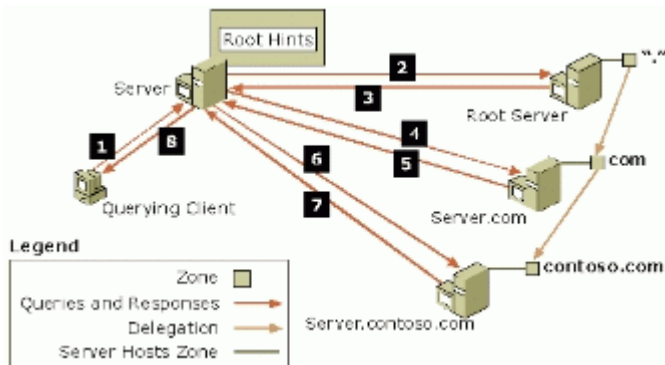 Root Hints
2
"."
Server
3
Root Server
4
1
8
5
com
6
Querying Client
7
Server.com
Legend
contoso.com
Zone
Queries and Responses
Delegation
Server.contoso.com
Server Hosts Zone